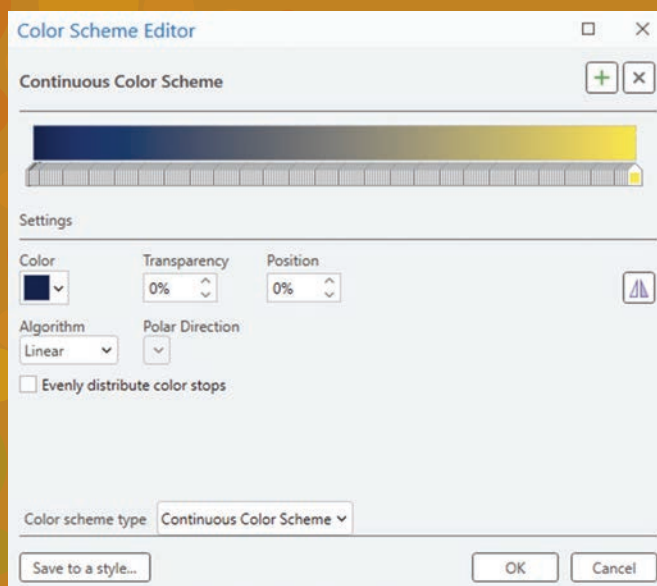 Color Scheme Editor
Continuous Color Scheme
Settings
Color Transparency Position
0% 0%
Algorithm Polar Direction
Linear
Evenly distribute color stops
Color scheme type Continuous Color Scheme
Save to a style... OK Cancel